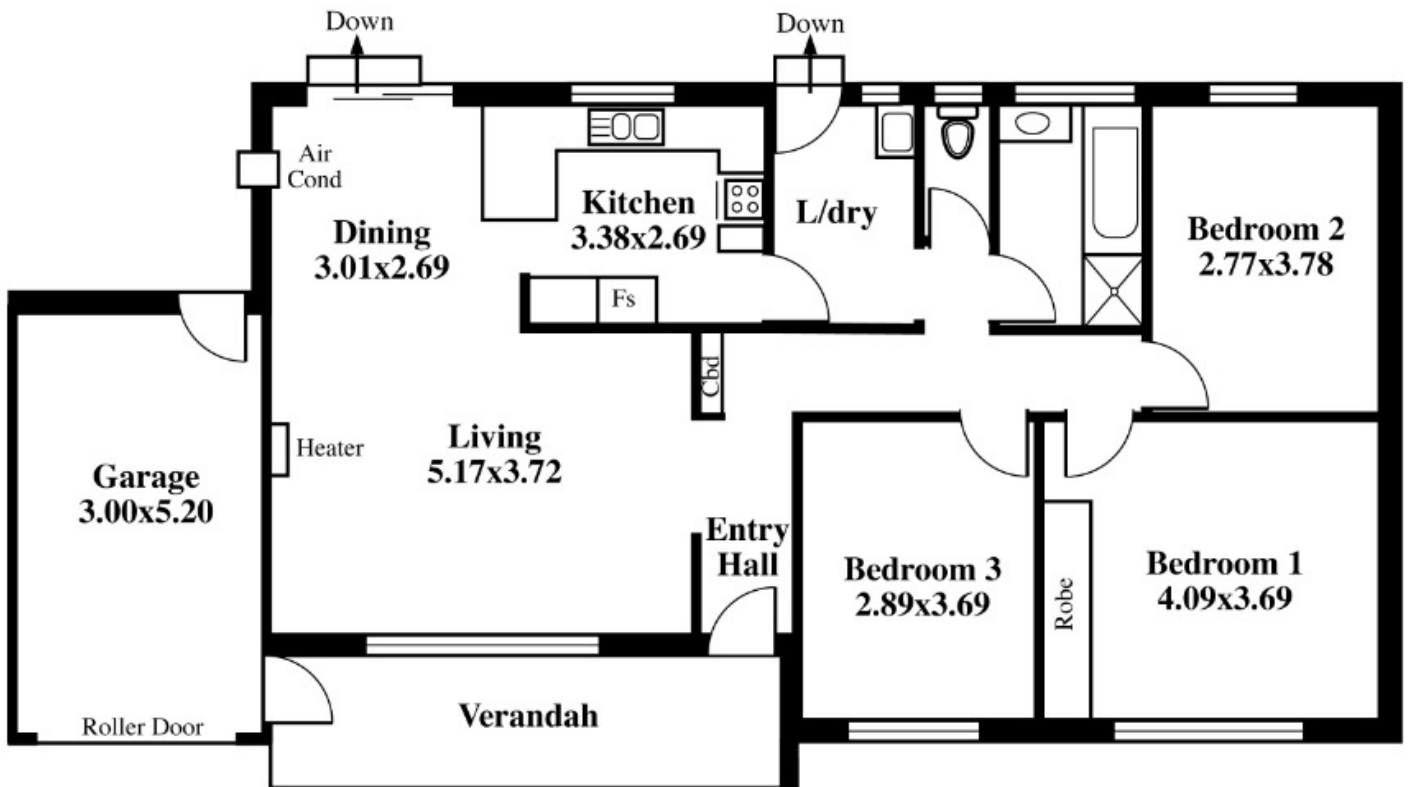 Down
Down
Air
Cond
Dining
3.01x2.69
Kitchen
3.38x2.69
L/dry
Bedroom 2
2.77x3.78
Fs
Cbd
Garage
3.00x5.20
Heater
Living
5.17x3.72
Entry
Hall
Bedroom 3
2.89x3.69
Robe
Bedroom 1
4.09x3.69
Roller Door
Verandah